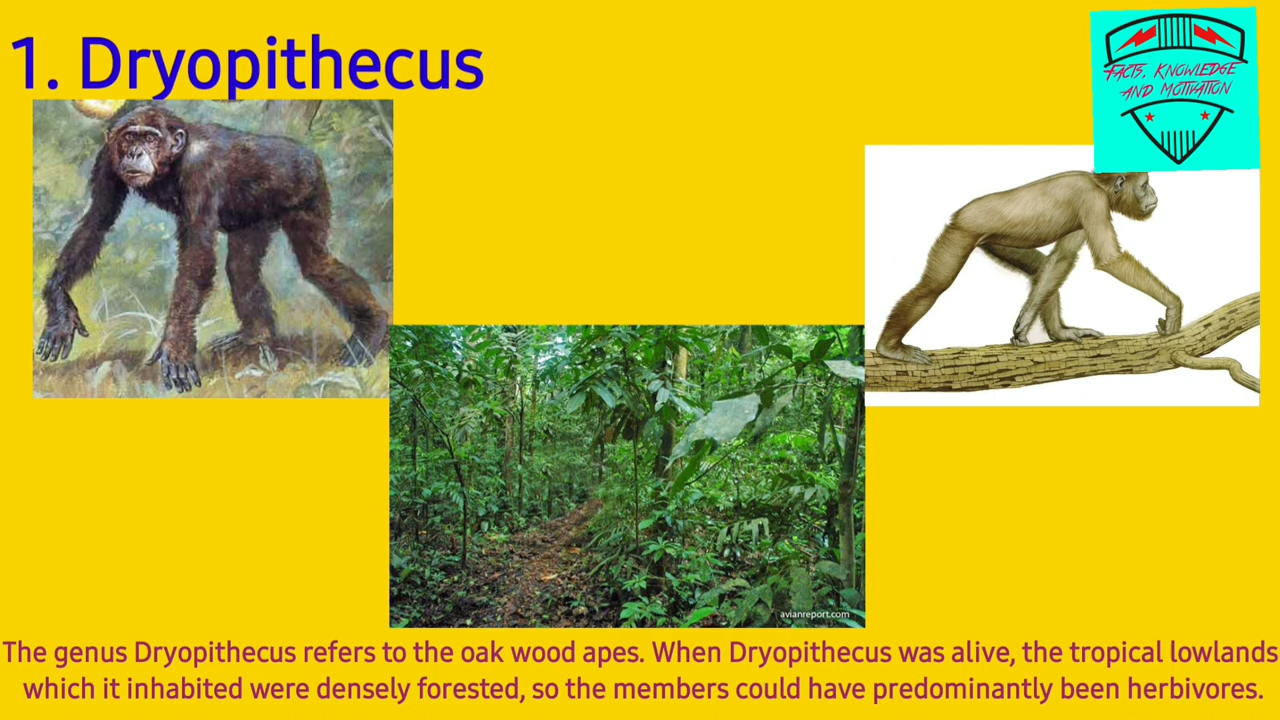 1. Dryopithecus
FACTS, KNOWLEDGE
AND MOTIVATION
avianreport.com
The genus Dryopithecus refers to the oak wood apes. When Dryopithecus was alive, the tropical lowlands
which it inhabited were densely forested, so the members could have predominantly been herbivores.